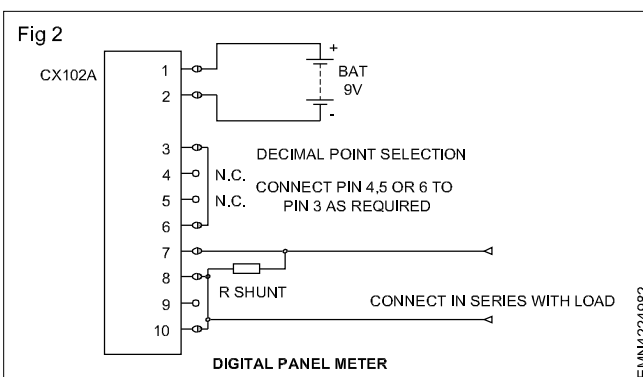 Fig 2
CX102A
1
+
BAT
9V
2
-
3
DECIMAL POINT SELECTION
4
N.C.
CONNECT PIN 4,5 OR 6 TO
5
N.C.
PIN 3 AS REQUIRED
6
7
8
R SHUNT
9
CONNECT IN SERIES WITH LOAD
10
DIGITAL PANEL METER